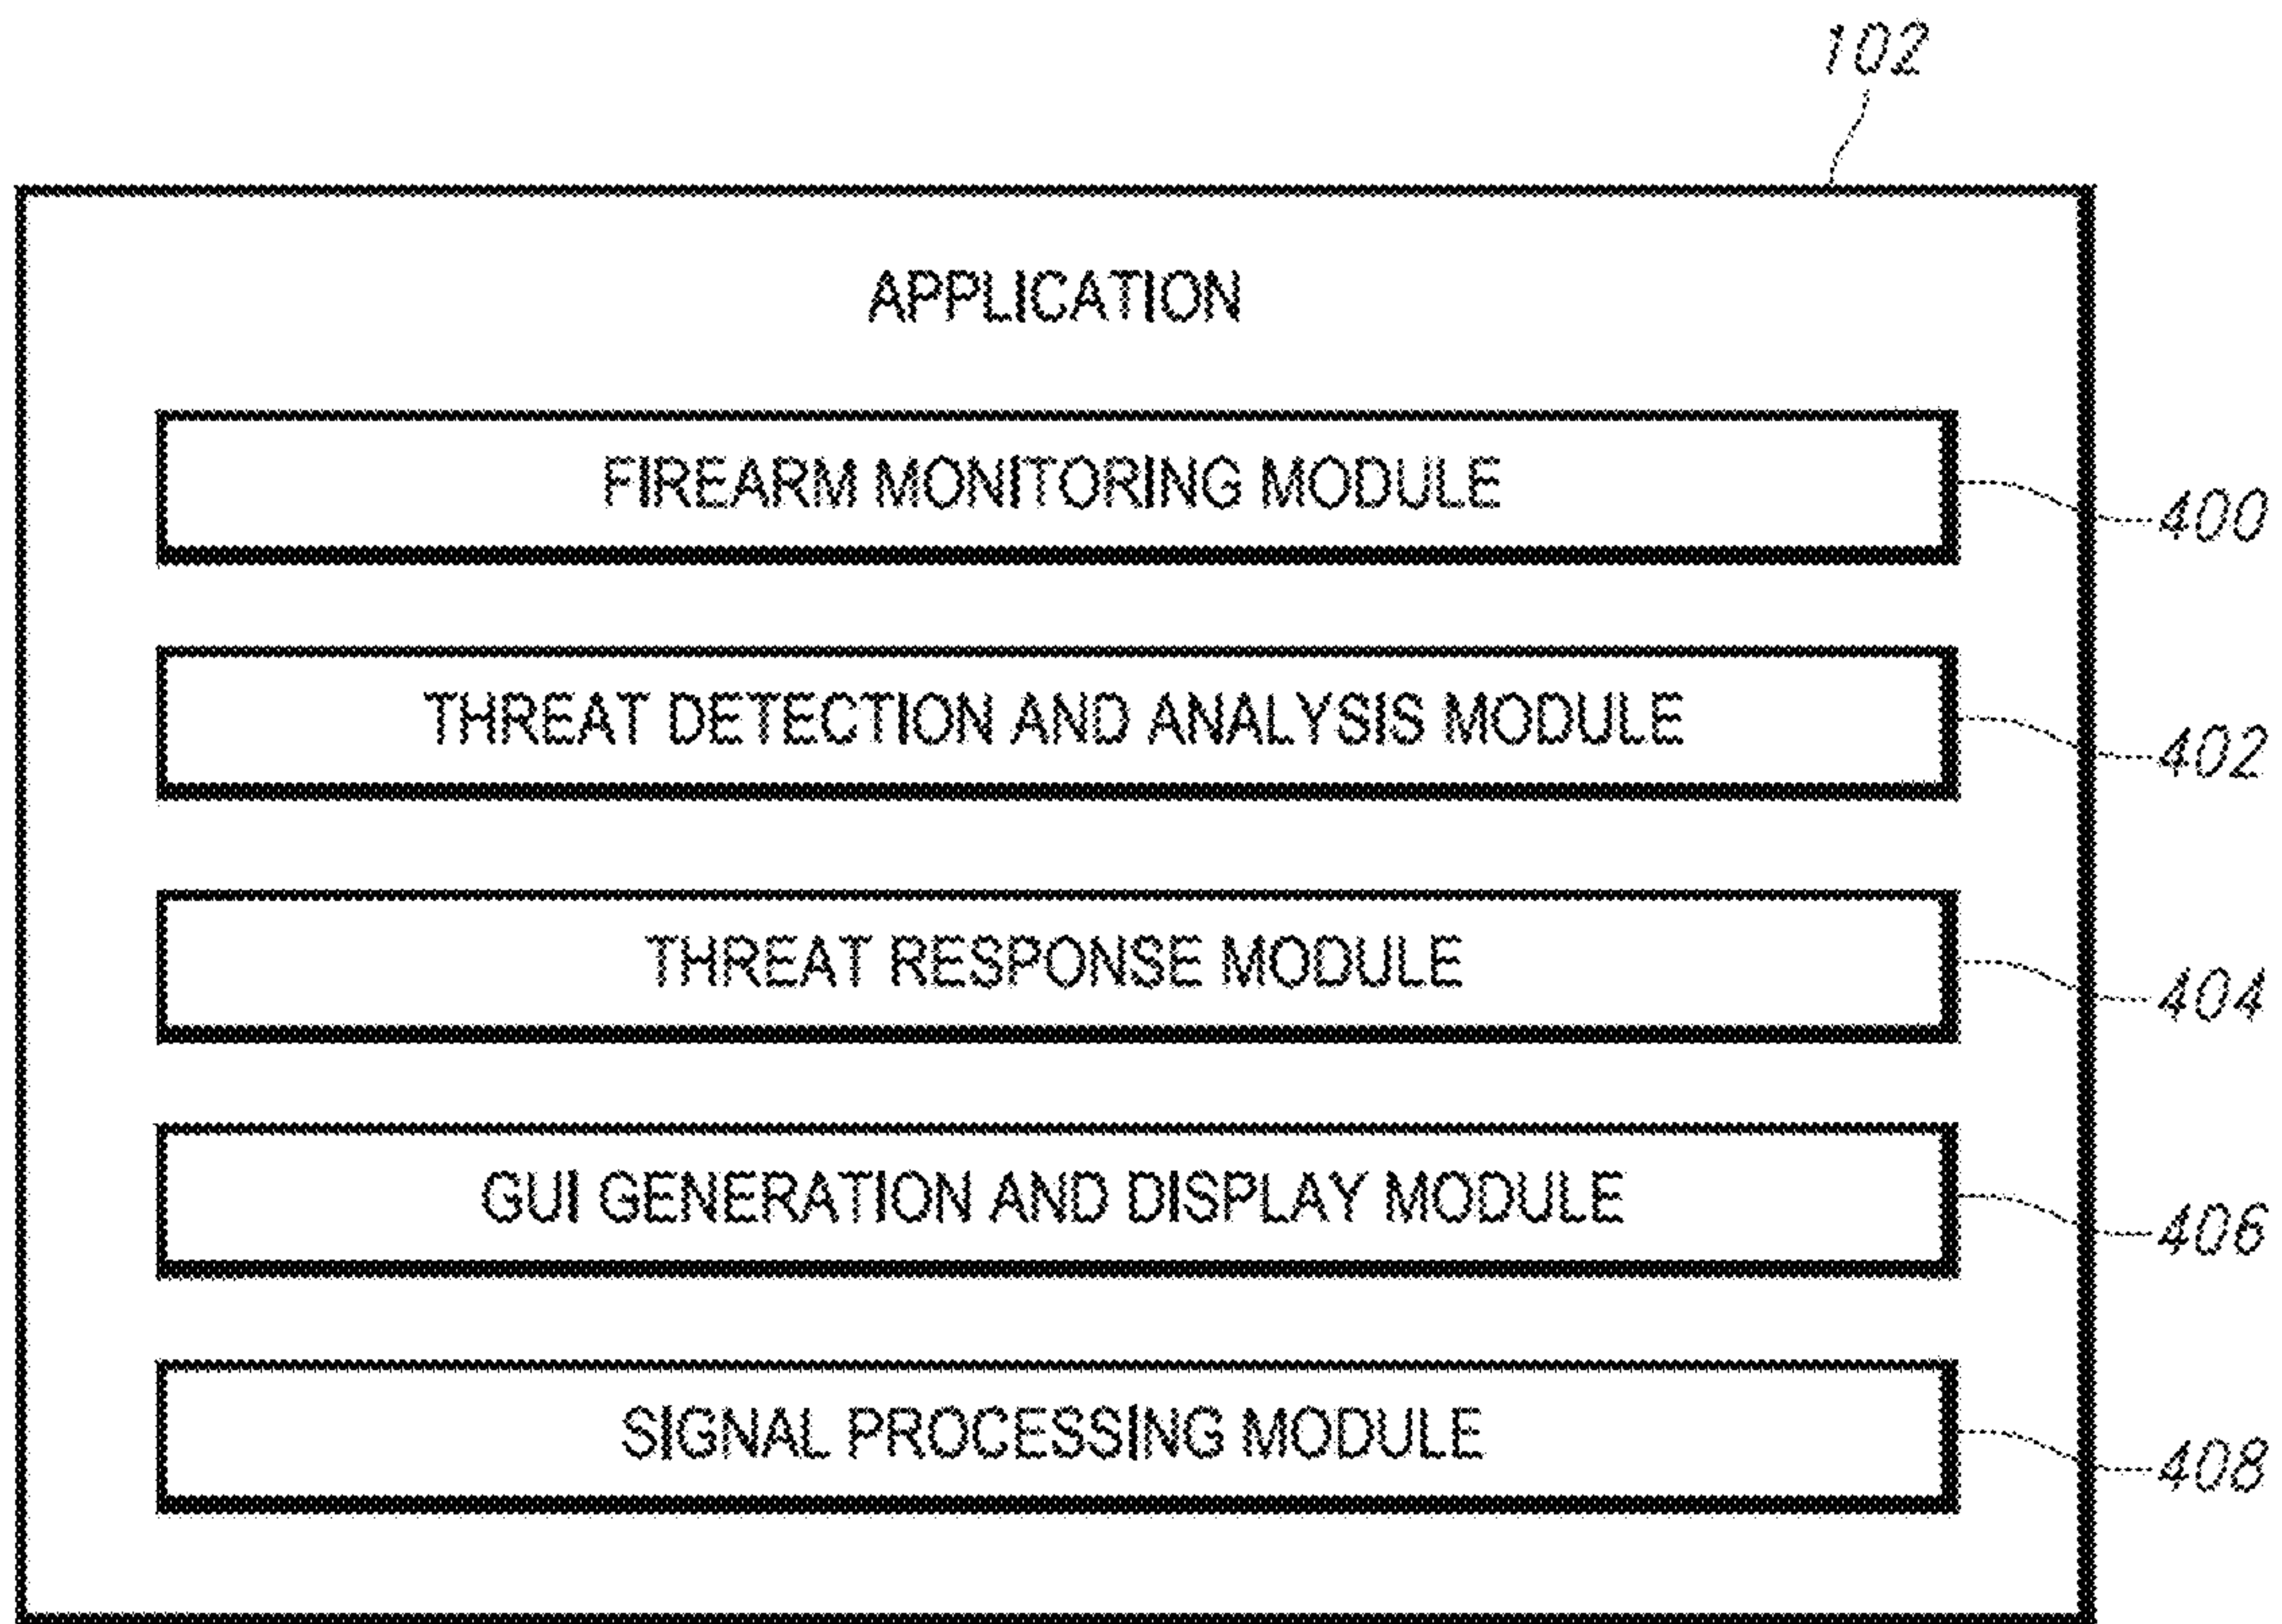 102
APPLICATION
FIREARM MONITORING MODULE
400
THREAT DETECTION AND ANALYSIS MODULE
402
THREAT RESPONSE MODULE
404
GUI GENERATION AND DISPLAY MODULE
406
SIGNAL PROCESSING MODULE
408